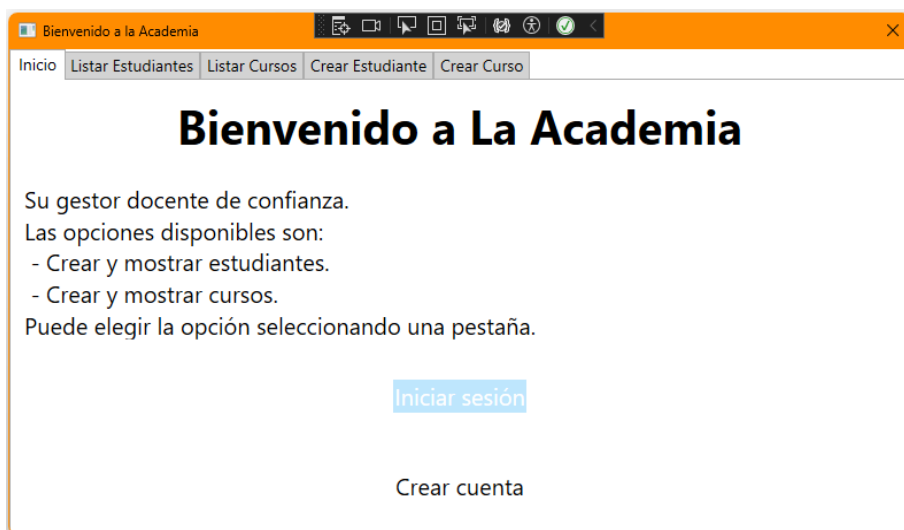 Bienvenido a la Academia
Inicio Listar Estudiantes Listar Cursos Crear Estudiante Crear Curso
Bienvenido a La Academia
Su gestor docente de confianza.
Las opciones disponibles son:
- Crear y mostrar estudiantes.
- Crear y mostrar cursos.
Puede elegir la opción seleccionando una pestaña.
Iniciar sesión
Crear cuenta